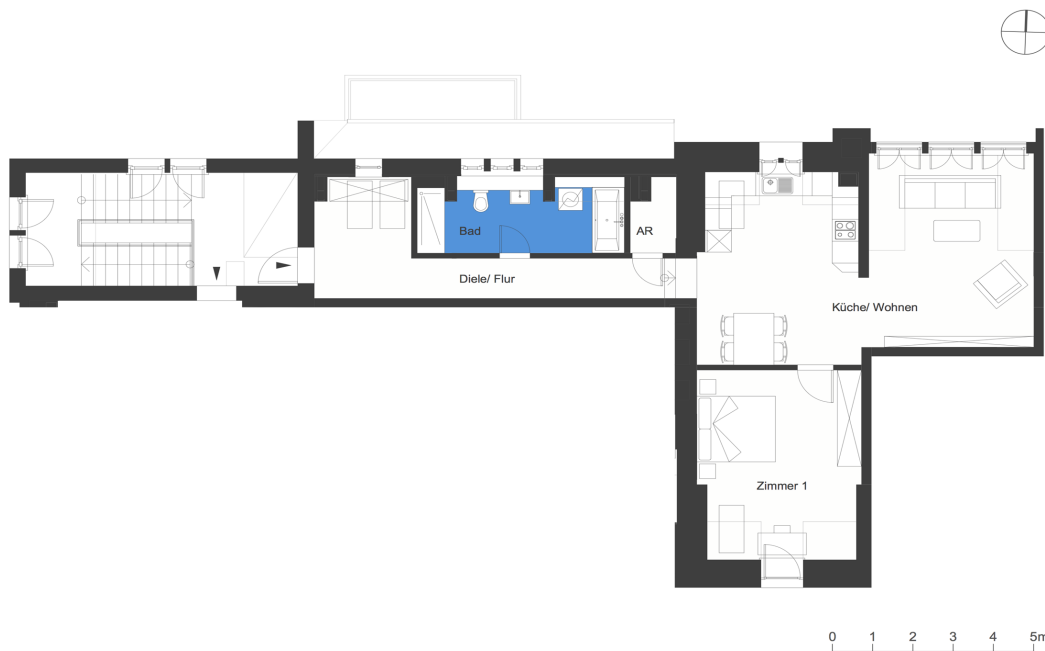 Bad
AR
Diele/ Flur
Küche/ Wohnen
Zimmer 1
0 1 2 3 4 5m